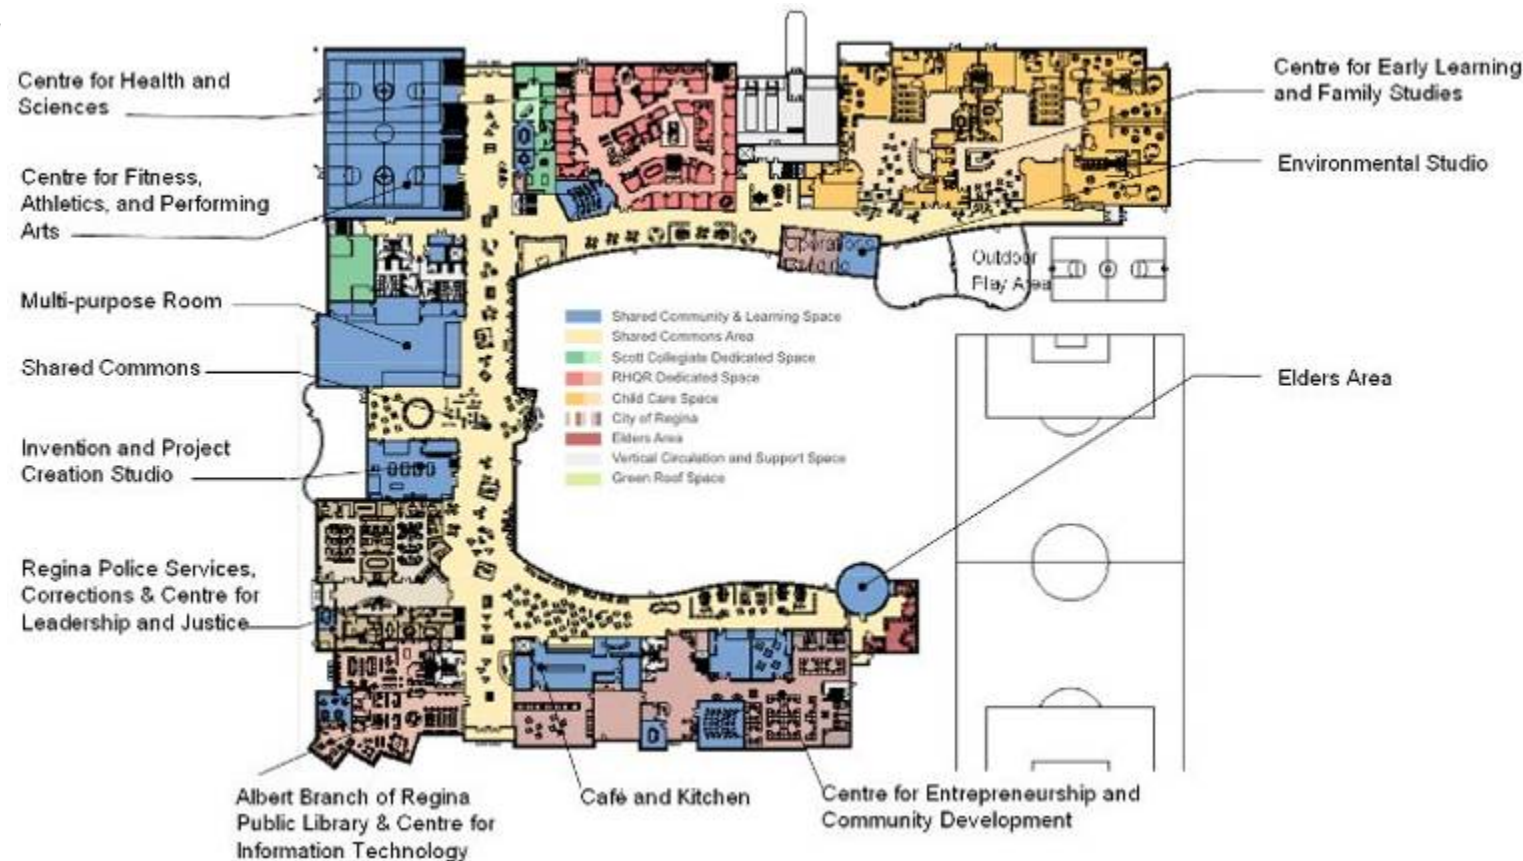 Centre for Health and
Sciences
Centre for Fitness,
Athletics, and Performing
Arts
Multi-purpose Room
Shared Commons
Invention and Project
Creation Studio
Regina Police Services,
Corrections & Centre for
Leadership and Justice
Albert Branch of Regina
Public Library & Centre for
Information Technology
Café and Kitchen
Centre for Entrepreneurship and
Community Development
Centre for Early Learning
and Family Studies
Environmental Studio
Elders Area
Operations
Outdoor
Play Area
Shared Community & Learning Space
Shared Commons Area
Scott Collegiate Dedicated Space
RHQR Dedicated Space
Child Care Space
City of Regina
Elders Area
Vertical Circulation and Support Space
Green Roof Space